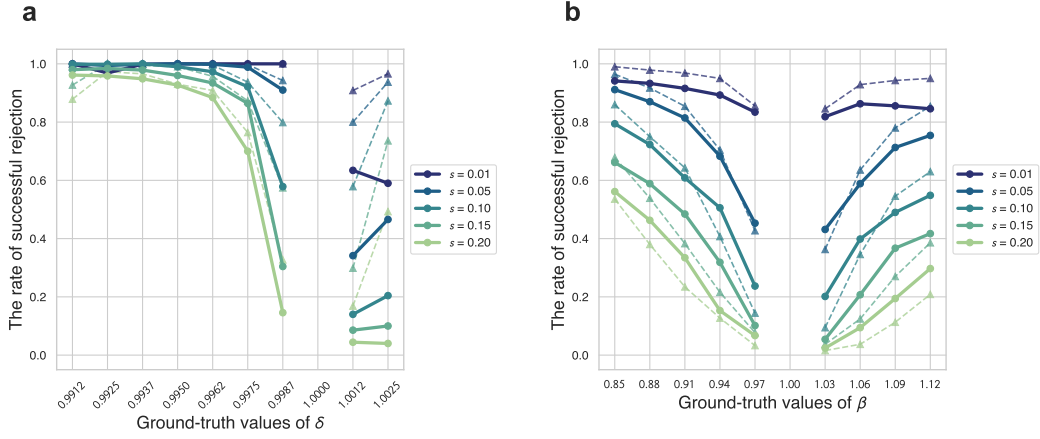 a
The rate of successful rejection
1.0
0.8
0.6
0.4
0.2
0.0
0.9912
0.9925
0.9937
0.9950
0.9962
0.9975
0.9987
1.0000
1.0012
1.0025
Ground-truth values of δ
s = 0.01
s = 0.05
s = 0.10
s = 0.15
s = 0.20
b
The rate of successful rejection
1.0
0.8
0.6
0.4
0.2
0.0
0.85
0.88
0.91
0.94
0.97
1.00
1.03
1.06
1.09
1.12
Ground-truth values of β
s = 0.01
s = 0.05
s = 0.10
s = 0.15
s = 0.20